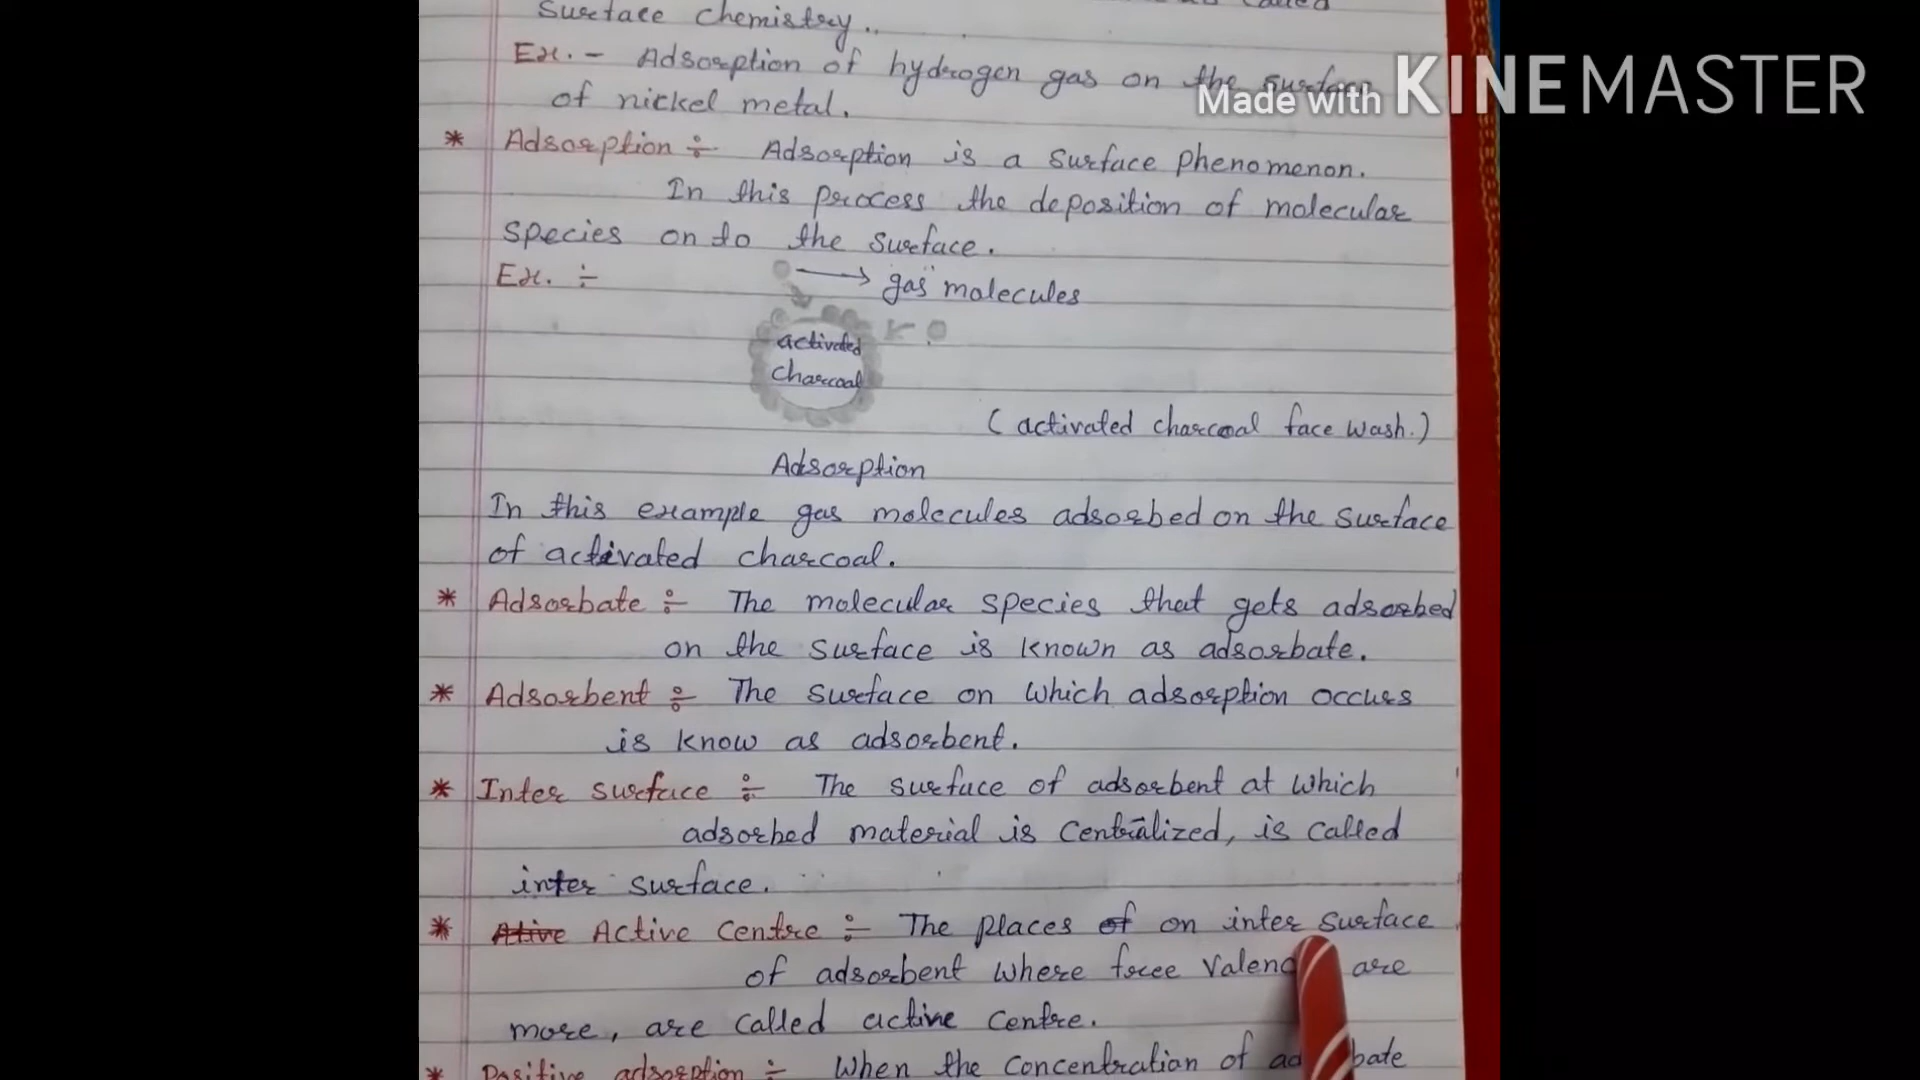 called
Surface Chemistry..
Ex. - Adsorption of hydrogen gas on the surface
of nickel metal.
Made with KINEMASTER
* Adsorption ÷ Adsorption is a surface phenomenon.
In this process the deposition of molecular
species on to the surface.
Ex. ÷
→ gas molecules
activated
charcoal
(activated charcoal face wash.)
Adsorption
In this example gas molecules adsorbed on the surface
of activated charcoal.
* Adsorbate ÷ The molecular species that gets adsorbed
on the surface is known as adsorbate.
* Adsorbent ÷ The surface on which adsorption occurs
is know as adsorbent.
* Inter surface ÷ The surface of adsorbent at which
adsorbed material is centralized, is called
inter surface.
* Ative Active Centre ÷ The places of on inter surface
of adsorbent where free are
more, are called active centre.
* Positive adsorption ÷ When the concentration of